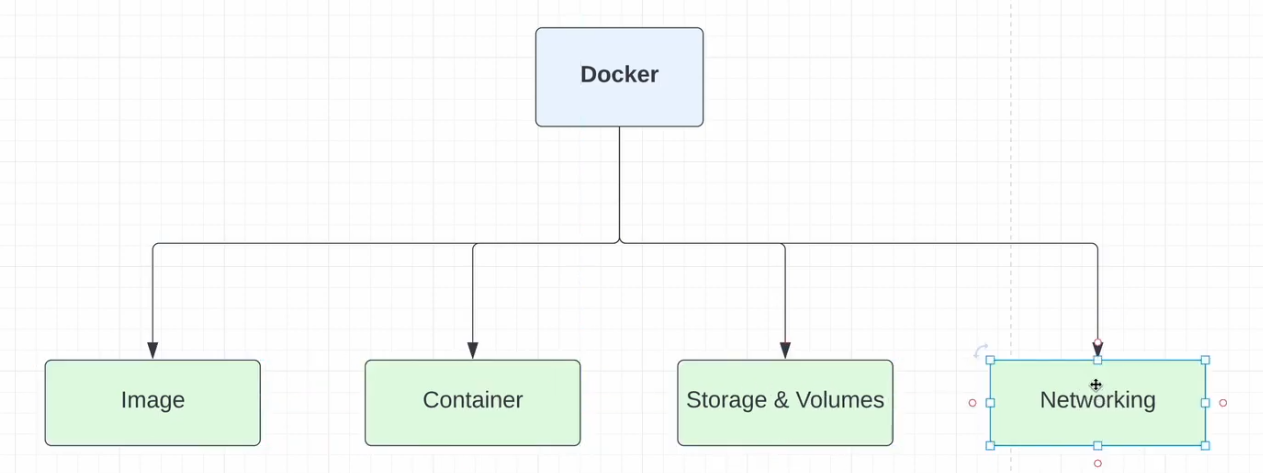 Docker
Image
Container
Storage & Volumes
Networking